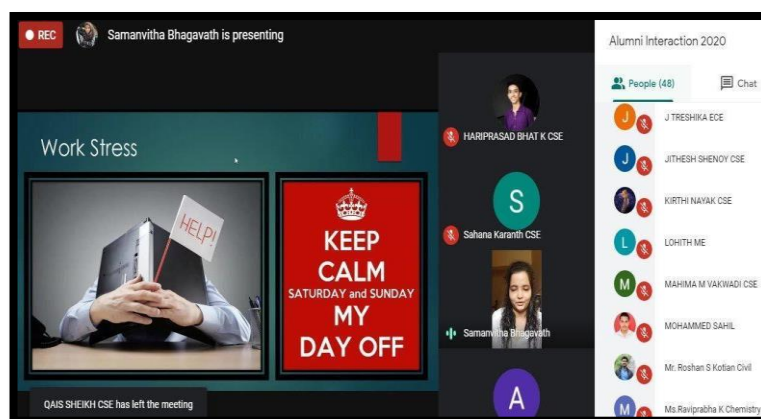 REC
Samanvitha Bhagavath is presenting
Work Stress
HELP!
KEEP
CALM
SATURDAY and SUNDAY
MY
DAY OFF
QAIS SHEIKH CSE has left the meeting
HARIPRASAD BHAT K CSE
S
Sahana Karanth CSE
Samanvitha Bhagavath
A
Alumni Interaction 2020
People (48)
Chat
J
J TRESHIKA ECE
J
JITHESH SHENOY CSE
KIRTHI NAYAK CSE
L
LOHITH ME
M
MAHIMA M VAKWADI CSE
MOHAMMED SAHIL
Mr. Roshan S Kotian Civil
M
Ms.Raviprabha K Chemistry